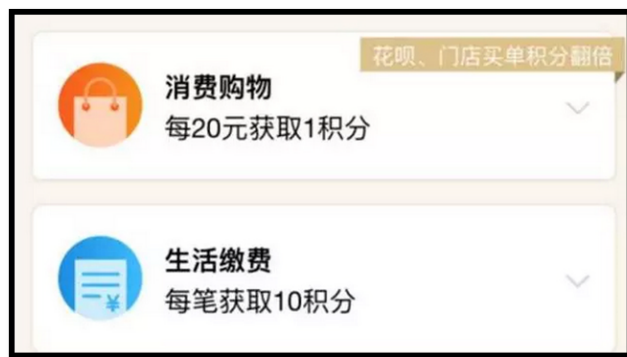 花呗、门店买单积分翻倍
消费购物
每20元获取1积分
生活缴费
¥
每笔获取10积分